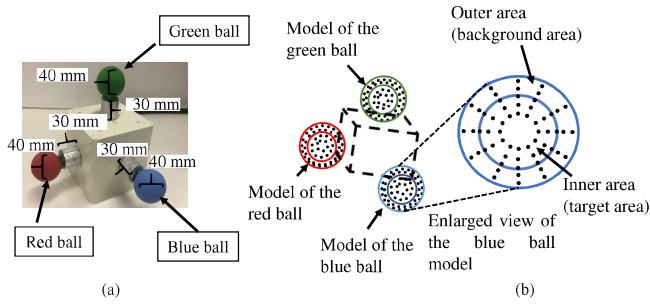 (a)
Green ball
40 mm
30 mm
30 mm
40 mm
30 mm
40 mm
Red ball
Blue ball
(a)
Model of the
green ball
Model of the
red ball
Model of the
blue ball
Outer area
(background area)
Inner area
(target area)
Enlarged view of
the blue ball
model
(b)